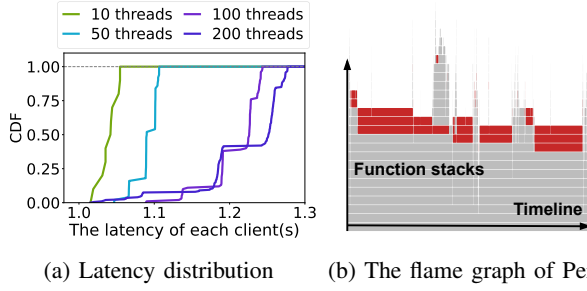 10 threads
100 threads
50 threads
200 threads
1.00
0.75
0.50
0.25
0.00
CDF
1.0
1.1
1.2
1.3
The latency of each client(s)
Function stacks
Timeline
(a) Latency distribution
(b) The flame graph of Pe